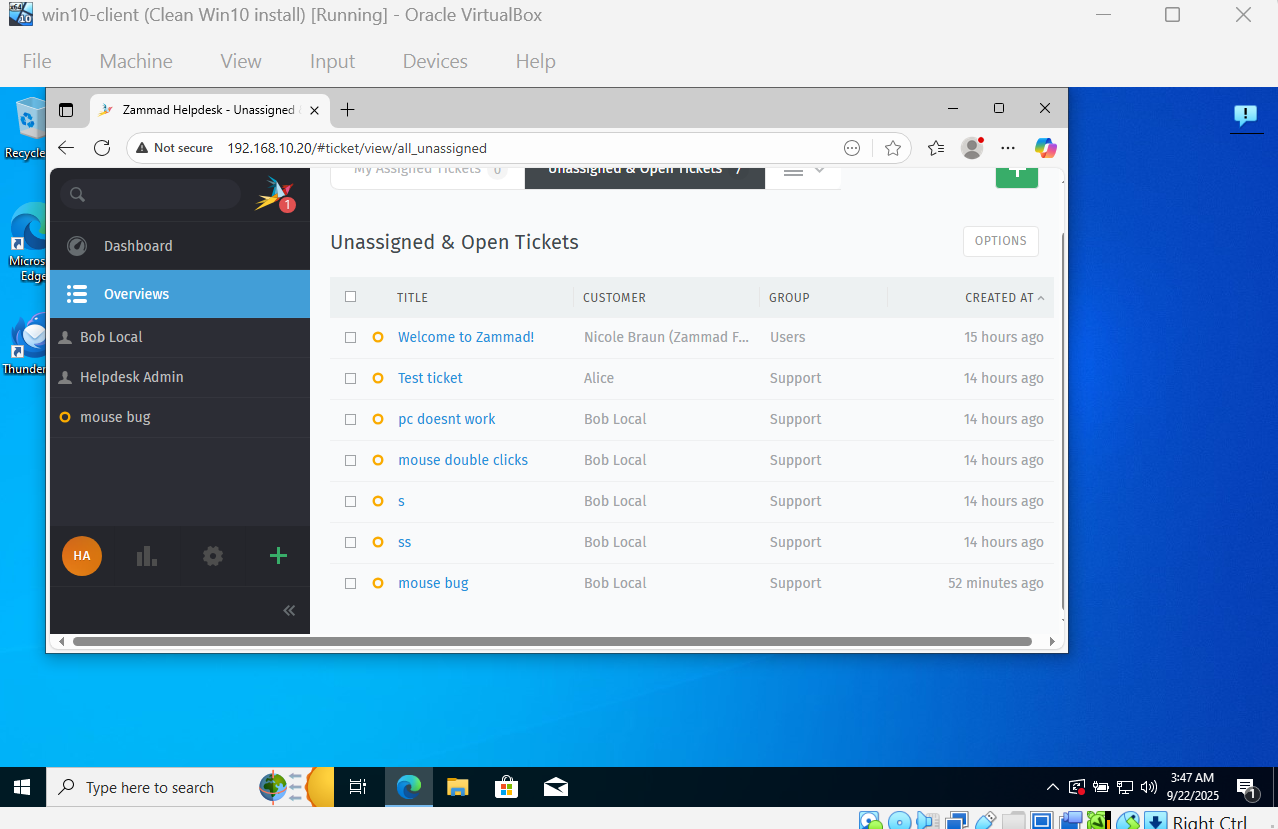 win10-client (Clean Win10 install) [Running] - Oracle VirtualBox
File Machine View Input Devices Help
Zammad Helpdesk - Unassigned
Not secure 192.168.10.20/#ticket/view/all_unassigned
My Assigned Tickets 0 Unassigned & Open Tickets 7
1
Dashboard
Overviews
Bob Local
Helpdesk Admin
mouse bug
HA
Unassigned & Open Tickets
OPTIONS
TITLE CUSTOMER GROUP CREATED AT
Welcome to Zammad! Nicole Braun (Zammad F... Users 15 hours ago
Test ticket Alice Support 14 hours ago
pc doesnt work Bob Local Support 14 hours ago
mouse double clicks Bob Local Support 14 hours ago
s Bob Local Support 14 hours ago
ss Bob Local Support 14 hours ago
mouse bug Bob Local Support 52 minutes ago
Recycle
Micros
Edge
Thunder
Type here to search
3:47 AM
9/22/2025
1
Right Ctrl